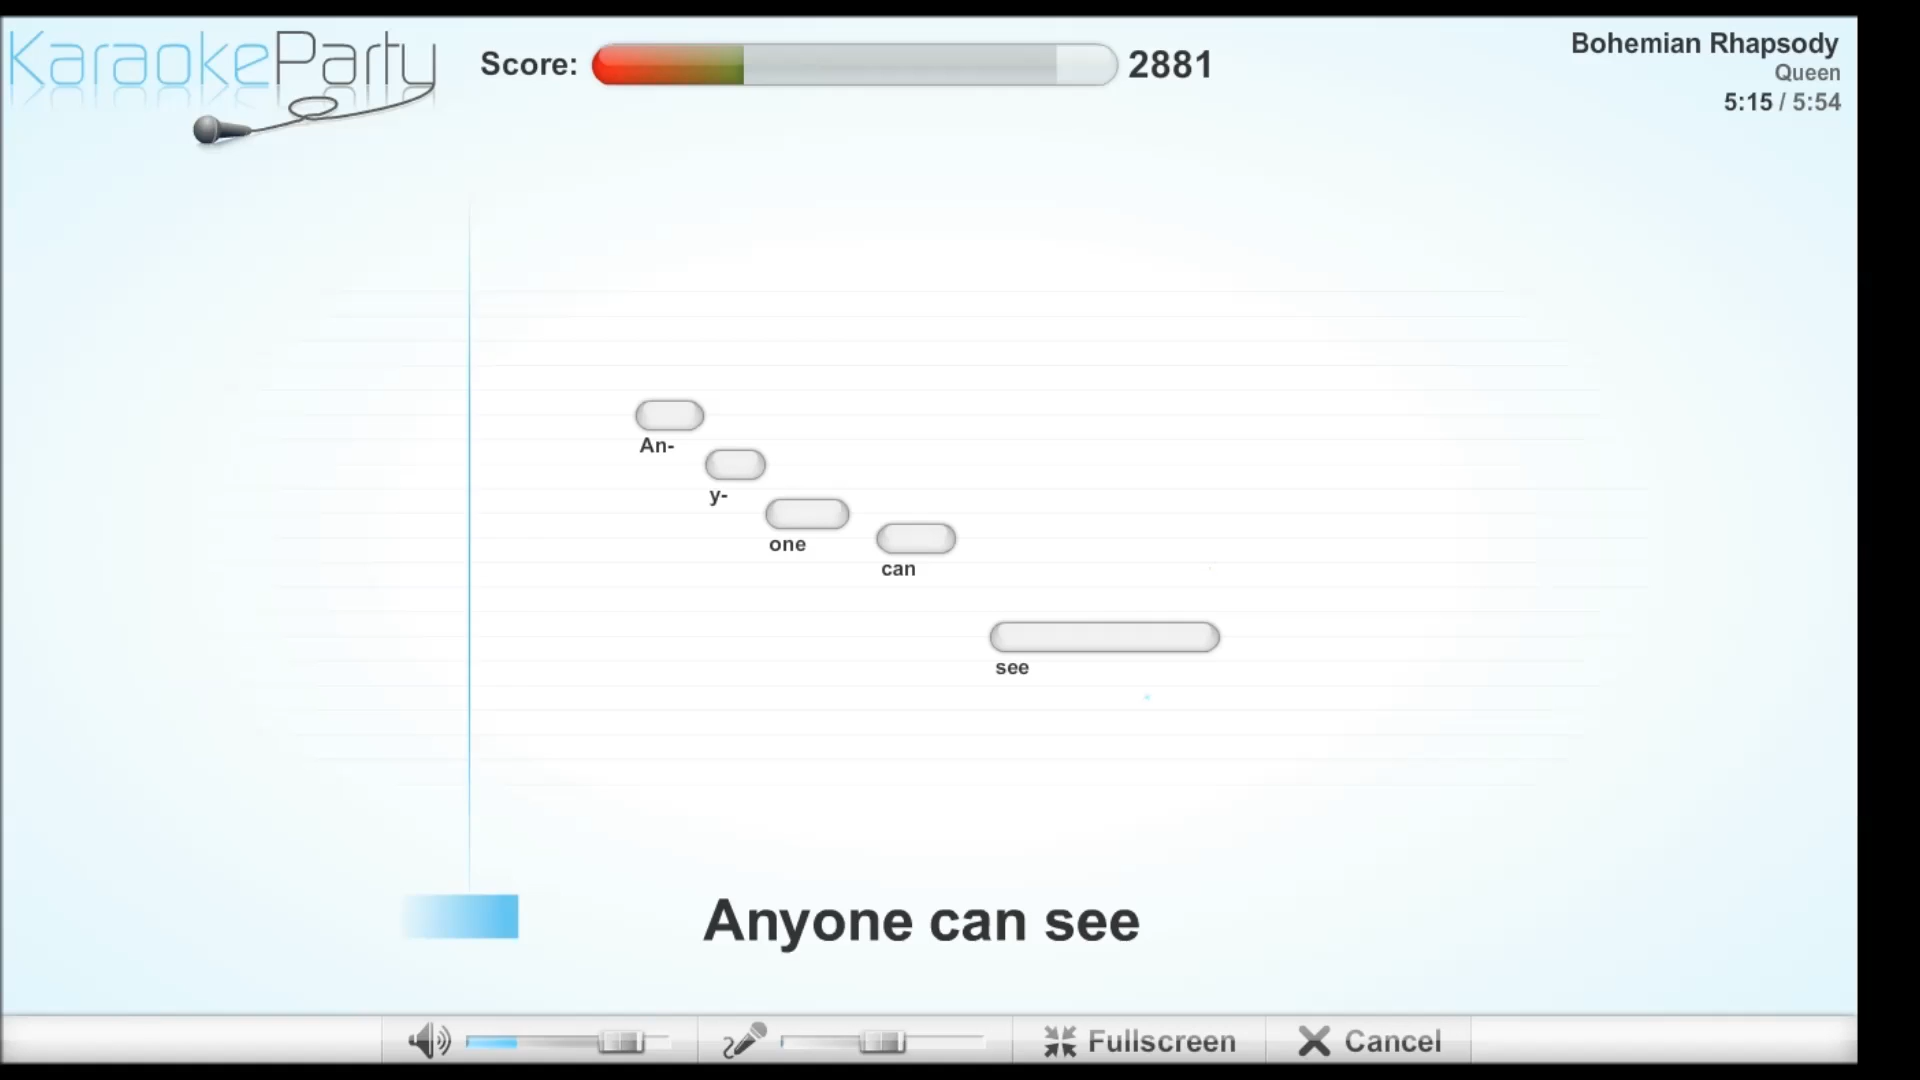 KaraokeParty
Score: 2881
Bohemian Rhapsody
Queen
5:15 / 5:54
An-
y-
one
can
see
Anyone can see
Fullscreen
Cancel